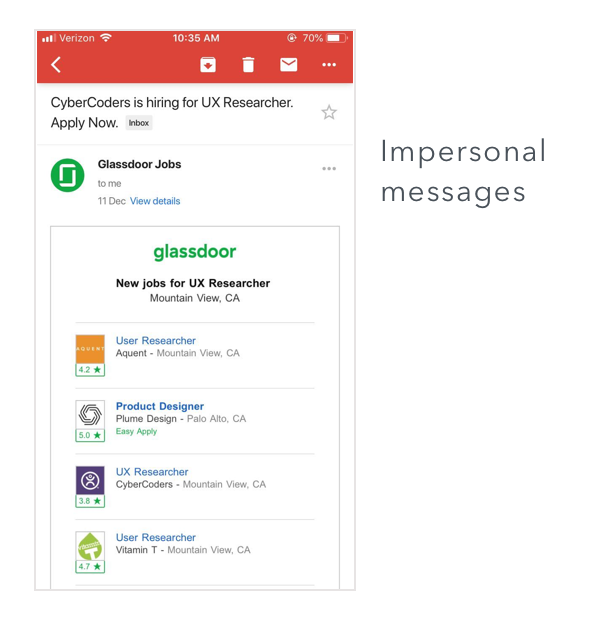 Verizon 10:35 AM 70%
CyberCoders is hiring for UX Researcher.
Apply Now. Inbox
Glassdoor Jobs
to me
11 Dec View details
Impersonal
messages
glassdoor
New jobs for UX Researcher
Mountain View, CA
User Researcher
AQUENT
Aquent - Mountain View, CA
4.2 ★
Product Designer
Plume Design - Palo Alto, CA
Easy Apply
5.0 ★
UX Researcher
CyberCoders - Mountain View, CA
3.8 ★
User Researcher
Vitamin T - Mountain View, CA
4.7 ★